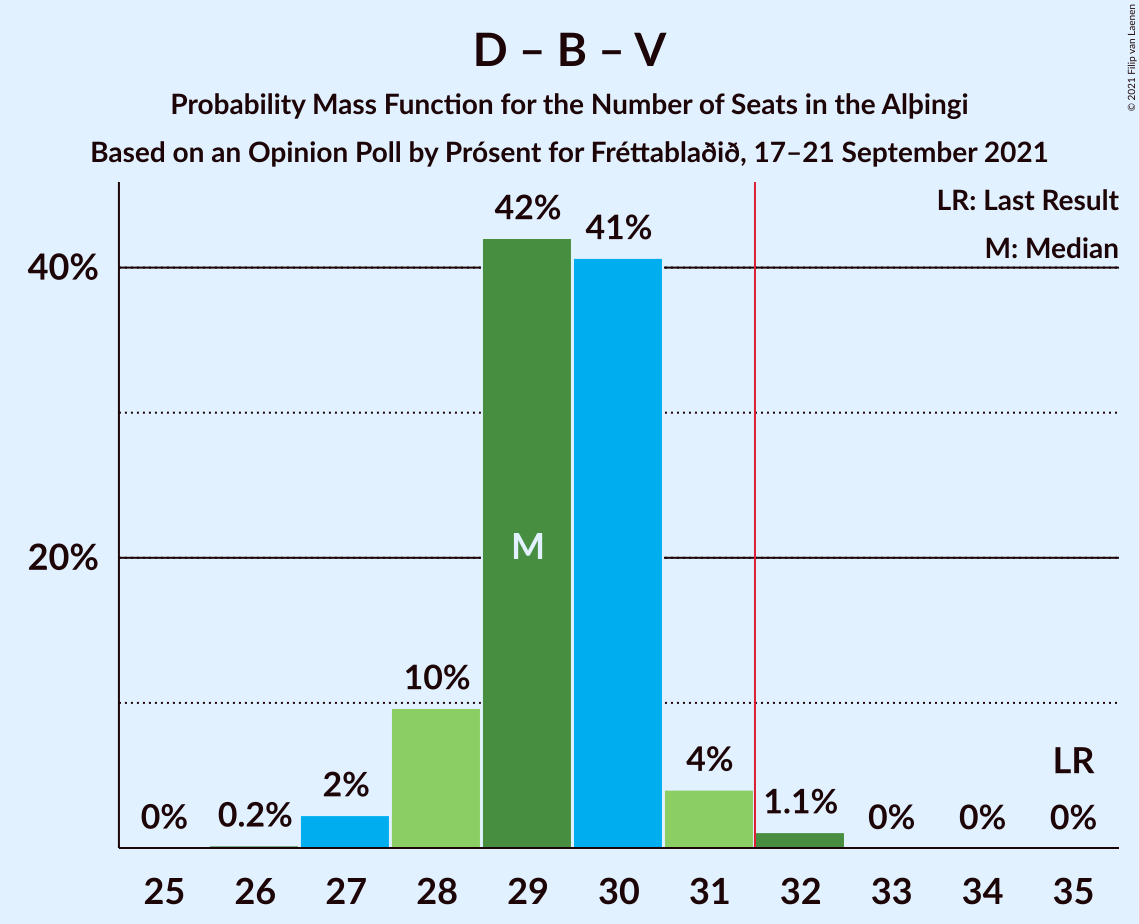 D – B – V
Probability Mass Function for the Number of Seats in the Alþingi
Based on an Opinion Poll by Prósent for Fréttablaðið, 17–21 September 2021
© 2021 Filip van Laenen
LR: Last Result
M: Median
40%
20%
0%
0.2%
2%
10%
42%
41%
4%
1.1%
0%
0%
0%
LR
M
25 26 27 28 29 30 31 32 33 34 35